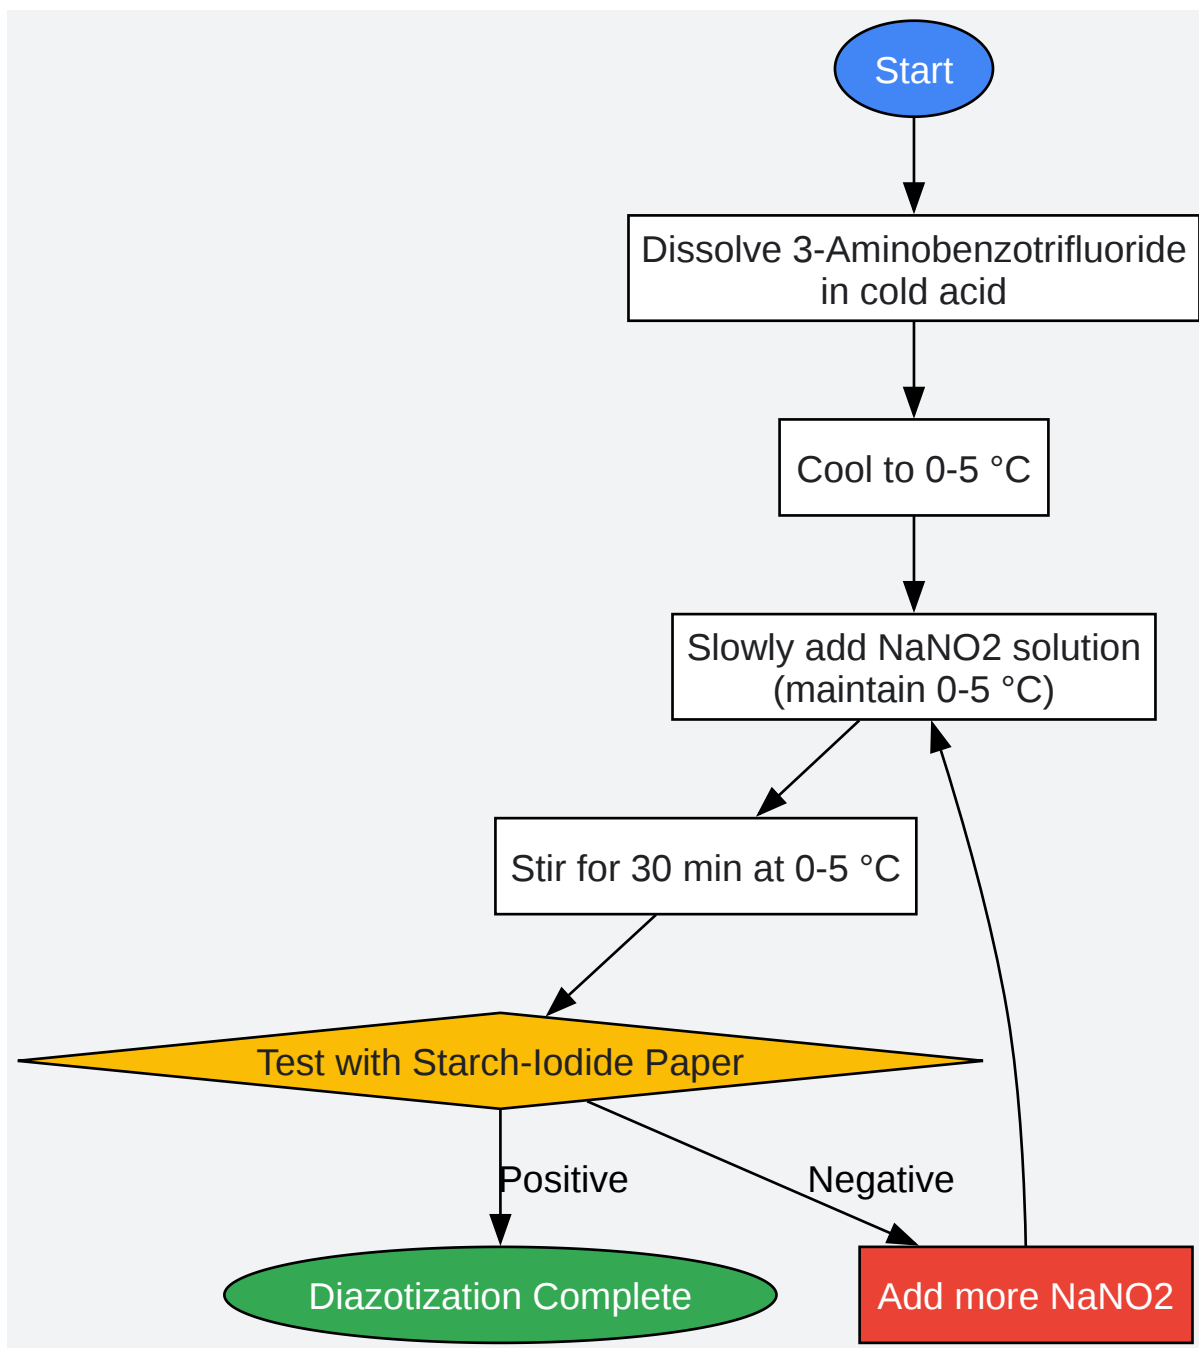 Start
Dissolve 3-Aminobenzotrifluoride
in cold acid
Cool to 0-5 °C
Slowly add NaNO2 solution
(maintain 0-5 °C)
Stir for 30 min at 0-5 °C
Test with Starch-Iodide Paper
Positive
Negative
Diazotization Complete
Add more NaNO2